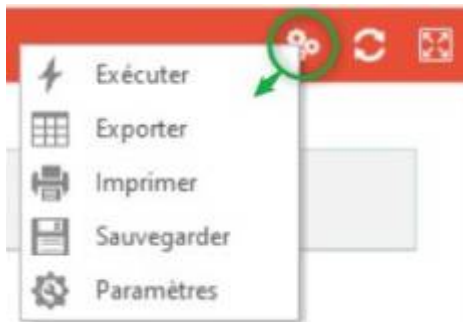 Exécuter
Exporter
Imprimer
Sauvegarder
Paramètres